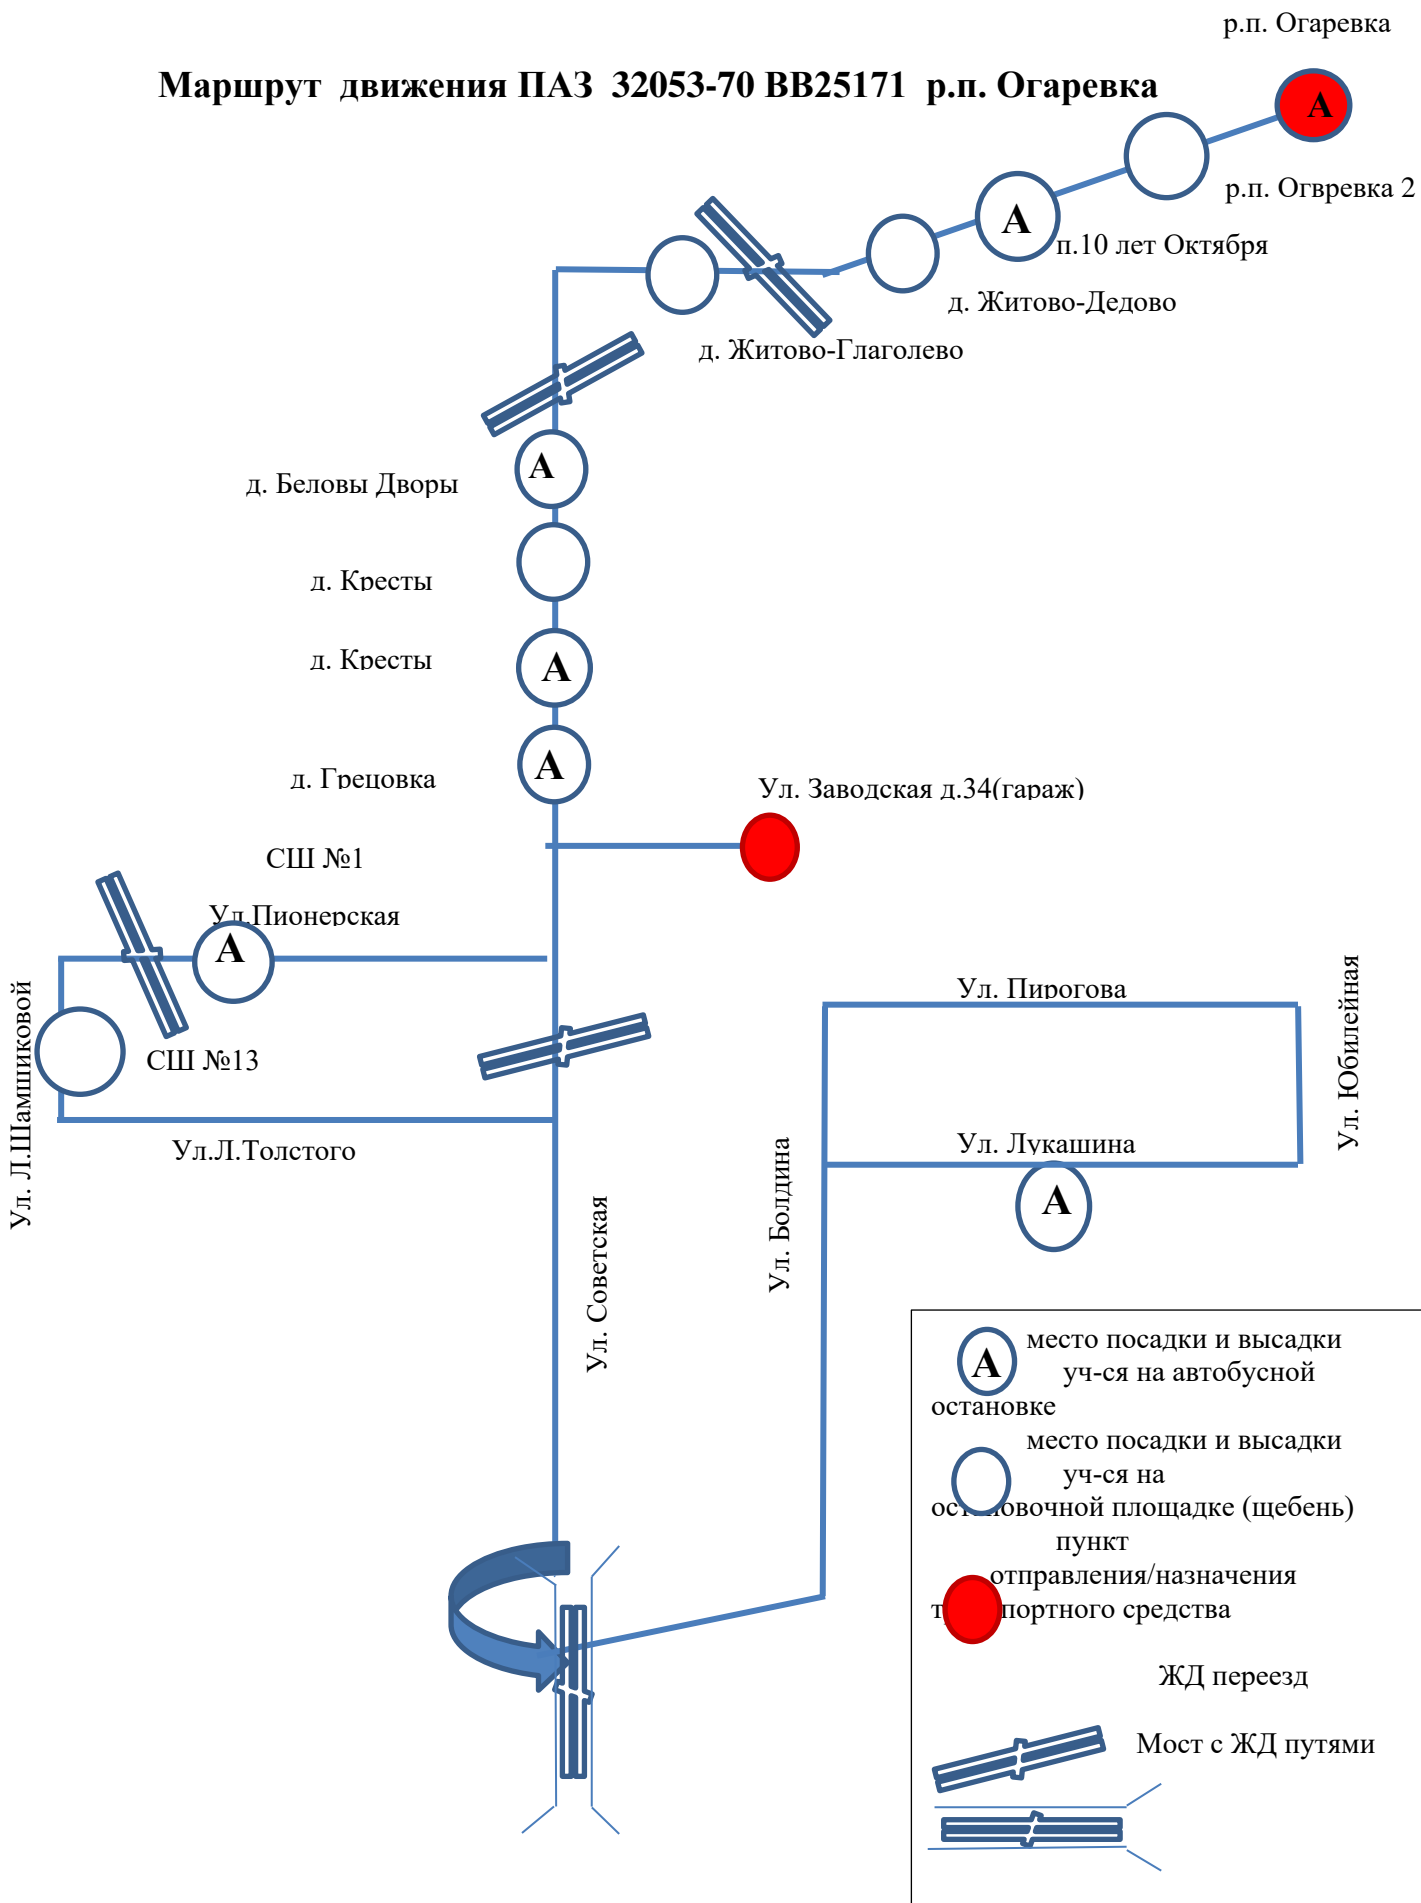 р.п. Огаревка
Маршрут движения ПАЗ 32053-70 ВВ25171 р.п. Огаревка
А
р.п. Огвревка 2
А
п.10 лет Октября
д. Житово-Дедово
д. Житово-Глаголево
А
д. Беловы Дворы
д. Кресты
д. Кресты
А
А
д. Грецовка
Ул. Заводская д.34(гараж)
СШ №1
Ул.Пионерская
А
Ул. Л.Шамшиковой
СШ №13
Ул.Л.Толстого
Ул. Советская
Ул. Болдина
Ул. Пирогова
Ул. Юбилейная
Ул. Лукашина
А
А
место посадки и высадки
уч-ся на автобусной
остановке
место посадки и высадки
уч-ся на
остановочной площадке (щебень)
пункт
отправления/назначения
транспортного средства
ЖД переезд
Мост с ЖД путями